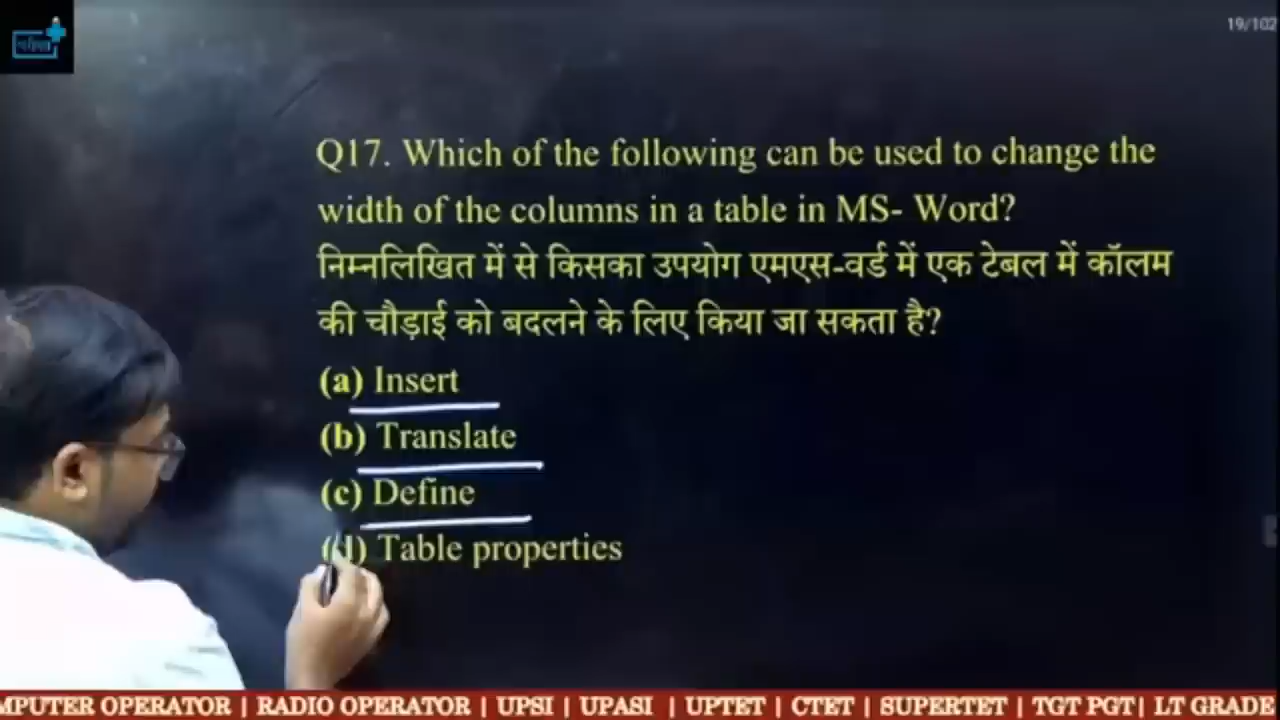 19/102
Q17. Which of the following can be used to change the
width of the columns in a table in MS- Word?
निम्नलिखित में से किसका उपयोग एमएस-वर्ड में एक टेबल में कॉलम
की चौड़ाई को बदलने के लिए किया जा सकता है?
(a) Insert
(b) Translate
(c) Define
(d) Table properties
MPUTER OPERATOR | RADIO OPERATOR | UPSI | UPASI | UPTET | CTET | SUPERTET | TGT PGT| LT GRADE